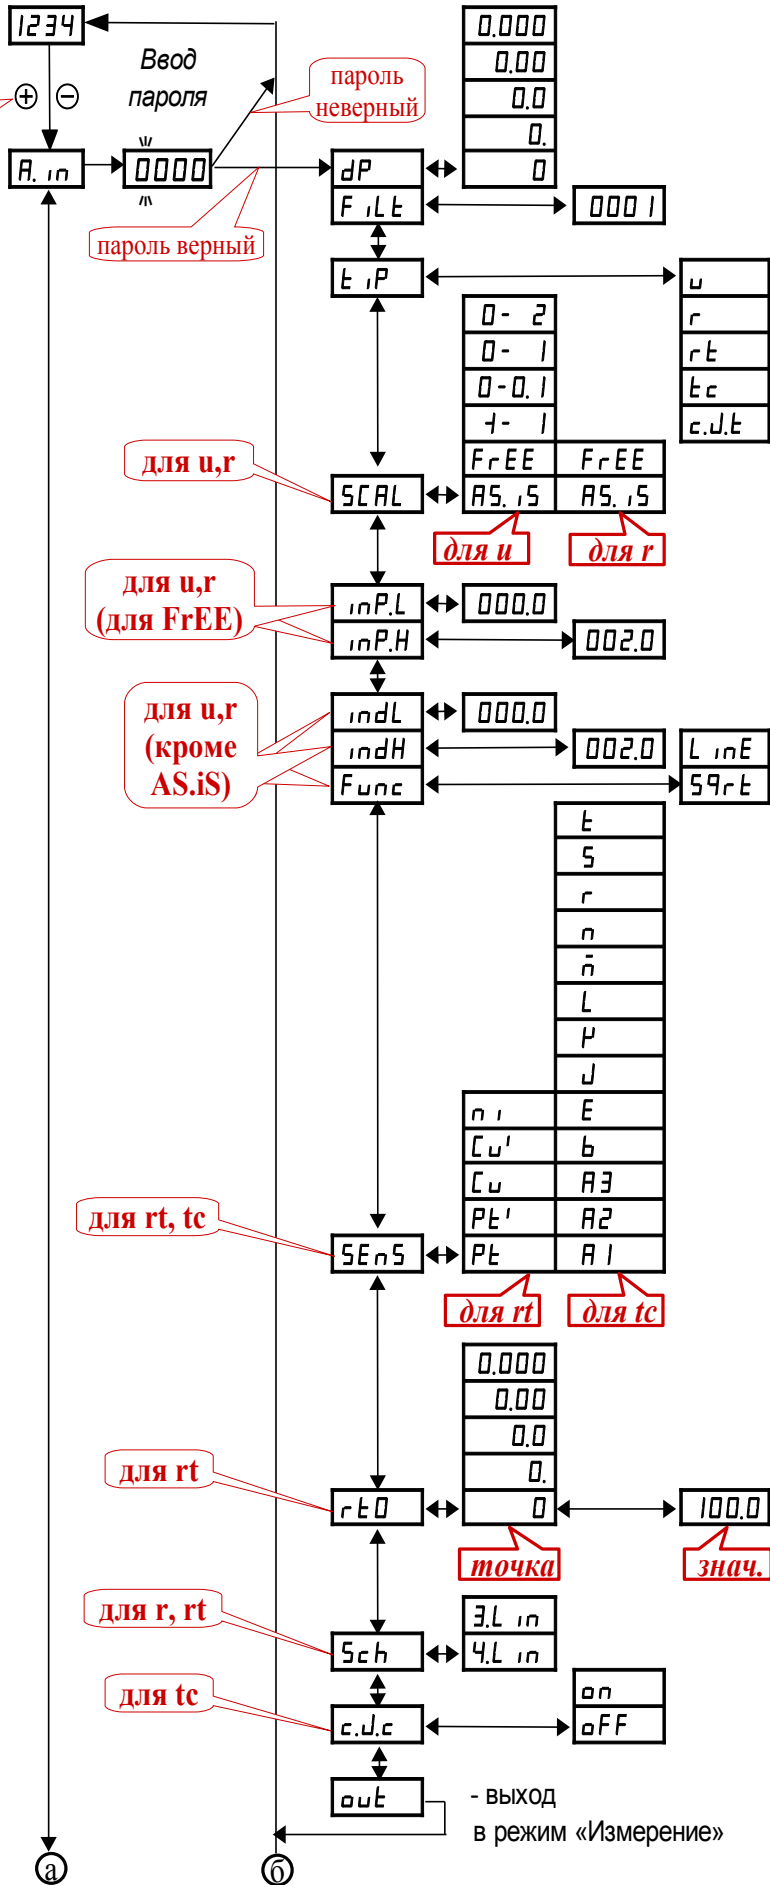 1234
0.000
0.00
0.0
0.
0
Ввод
пароля
пароль
неверный
A.in
0000
dP
FiLt
0001
пароль верный
tiP
u
r
rt
tc
c.J.t
0- 2
0- 1
0-0.1
-1- 1
FrEE
FrEE
для u,r
SCAL
AS.iS
AS.iS
для u
для r
для u,r
(для FrEE)
inP.L
000.0
inP.H
002.0
для u,r
(кроме
AS.iS)
indL
000.0
indH
002.0
LinE
Func
Sqrt
t
S
r
n
L
J
ni
E
Cu'
b
Cu
A3
Pt'
A2
для rt, tc
SEnS
Pt
A1
для rt
для tc
0.000
0.00
0.0
0.
для rt
rt0
0
100.0
точка
знач.
для r, rt
3.Lin
Sch
4.Lin
для tc
on
c.J.c
oFF
out
- выход
в режим «Измерение»
а
б